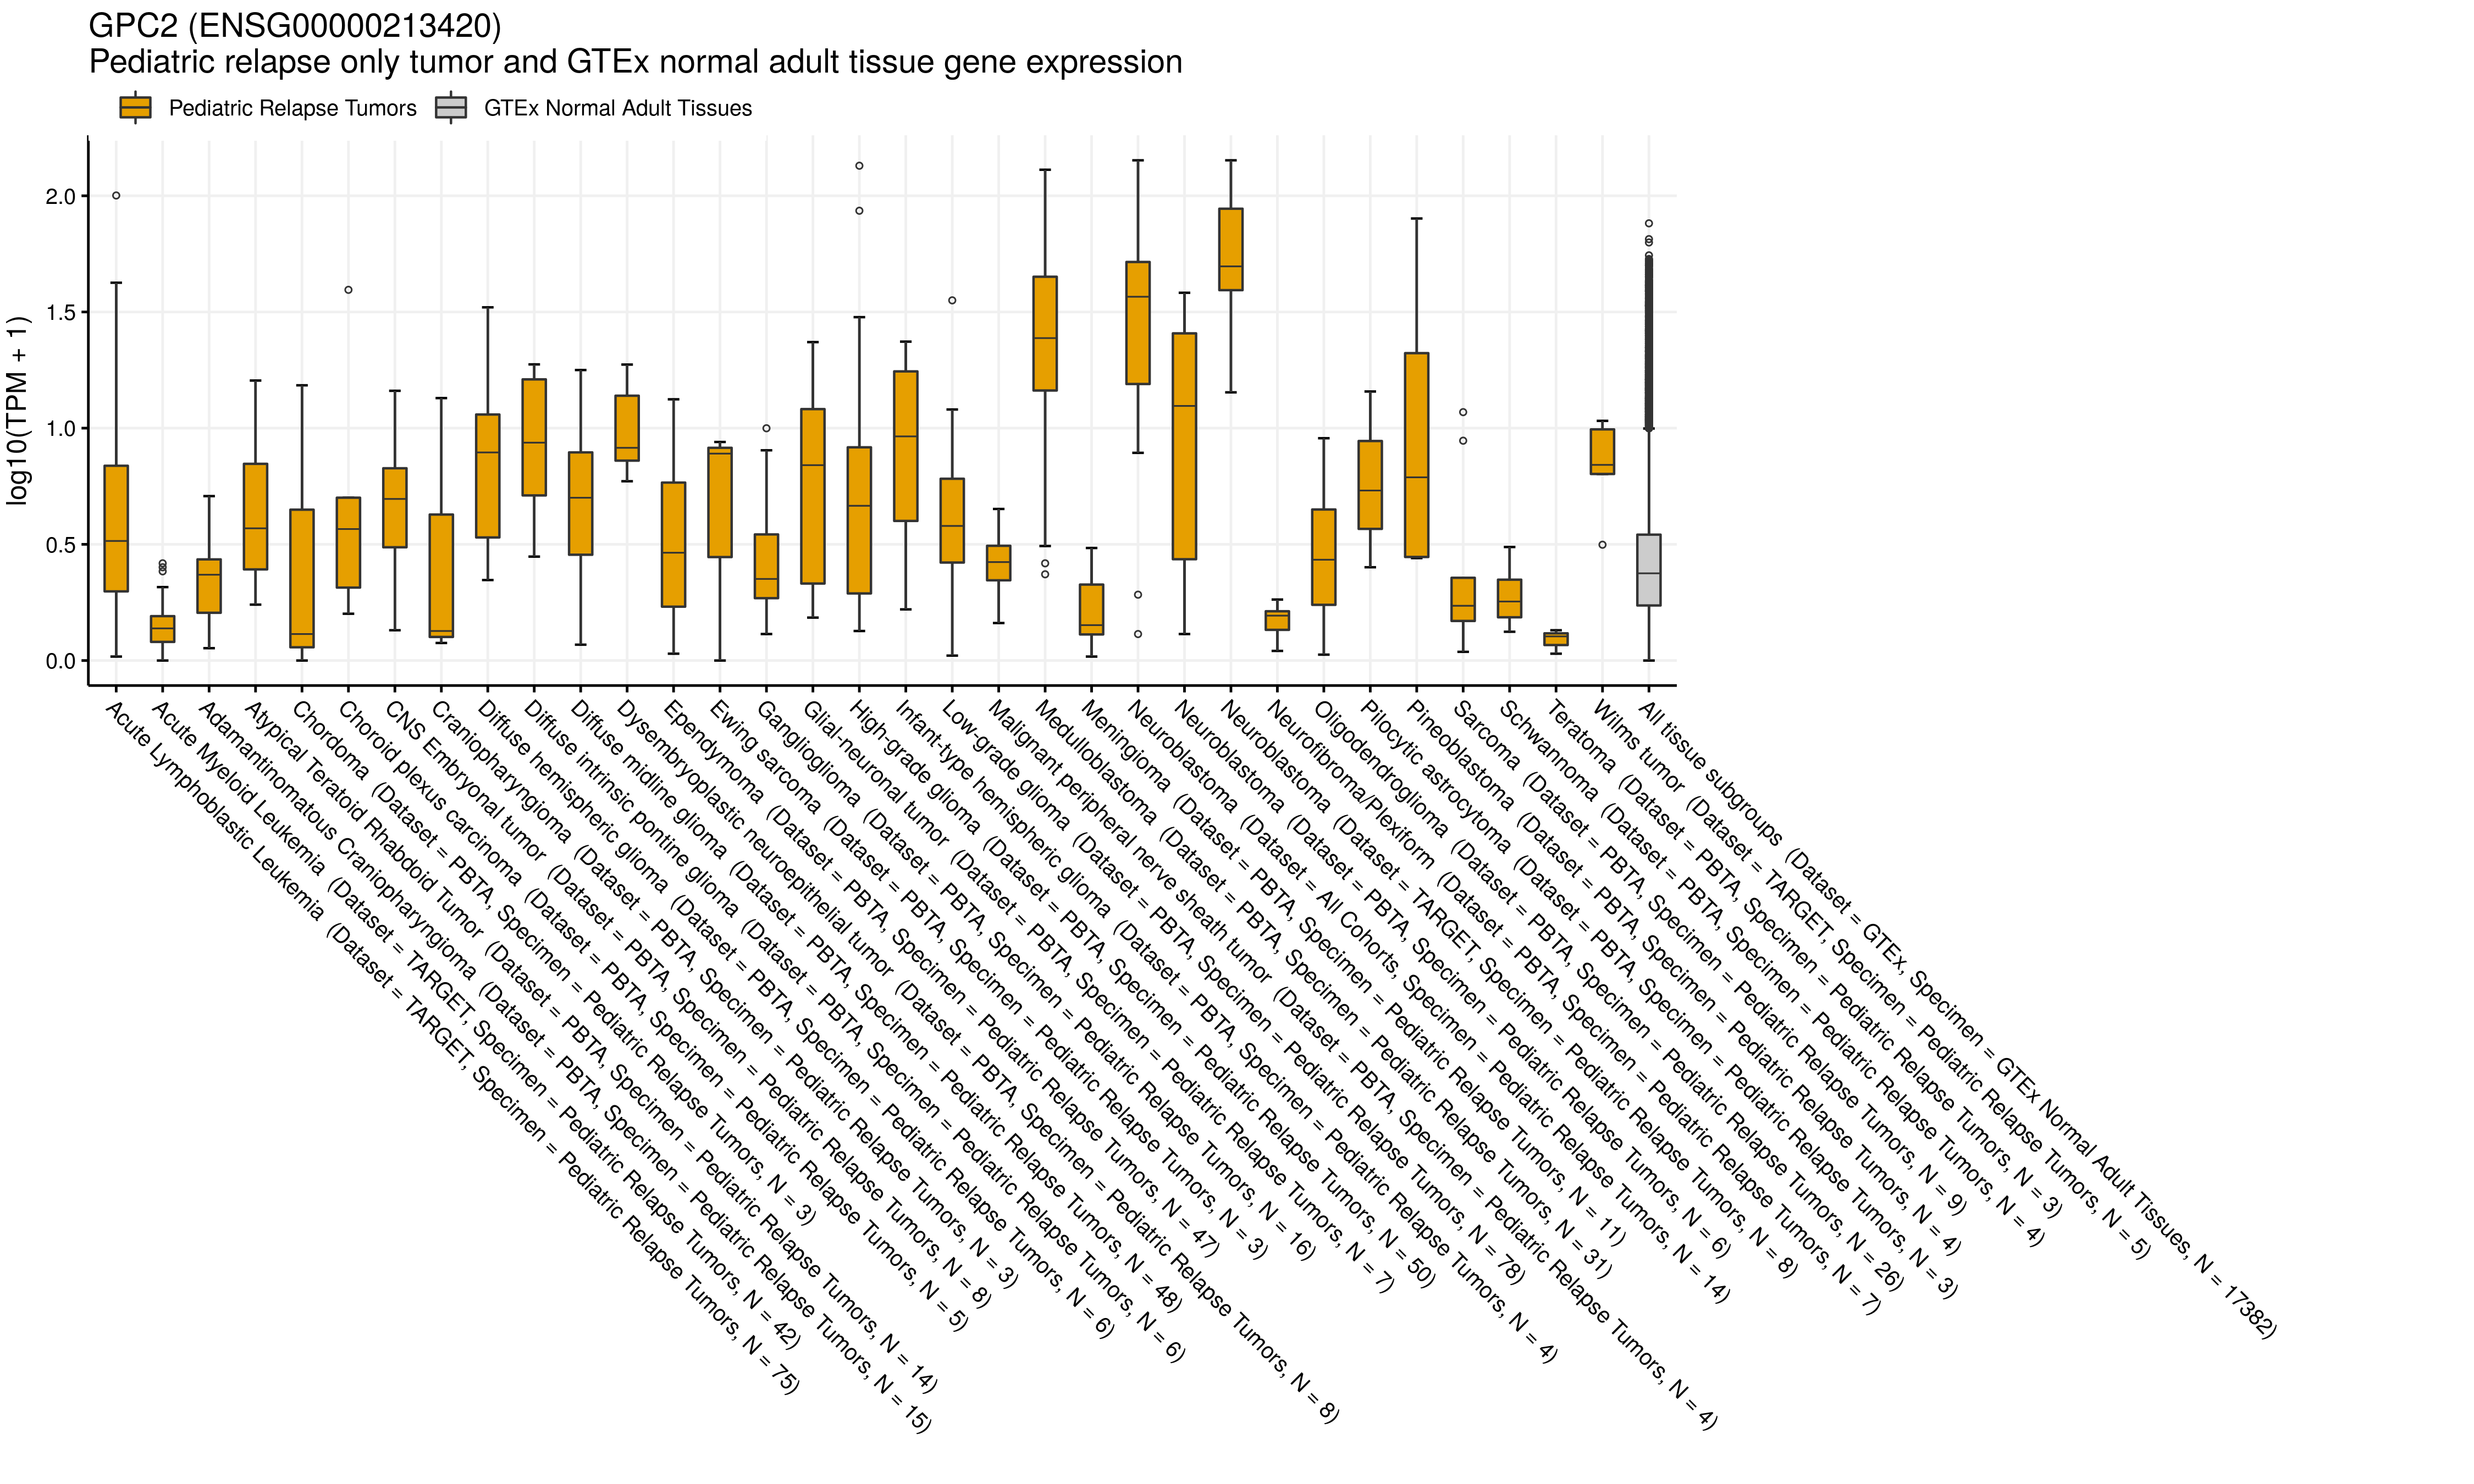 GPC2 (ENSG00000213420)
Pediatric relapse only tumor and GTEx normal adult tissue gene expression
Pediatric Relapse Tumors
GTEx Normal Adult Tissues
log10(TPM + 1)
2.0
1.5
1.0
0.5
0.0
Acute Lymphoblastic Leukemia (Dataset = TARGET, Specimen = Pediatric Relapse Tumors, N = 75)
Acute Myeloid Leukemia (Dataset = TARGET, Specimen = Pediatric Relapse Tumors, N = 42)
Adamantinomatous Craniopharyngioma (Dataset = PBTA, Specimen = Pediatric Relapse Tumors, N = 15)
Atypical Teratoid Rhabdoid Tumor (Dataset = PBTA, Specimen = Pediatric Relapse Tumors, N = 14)
Chordoma (Dataset = PBTA, Specimen = Pediatric Relapse Tumors, N = 3)
Choroid plexus carcinoma (Dataset = PBTA, Specimen = Pediatric Relapse Tumors, N = 5)
CNS Embryonal tumor (Dataset = PBTA, Specimen = Pediatric Relapse Tumors, N = 8)
Craniopharyngioma (Dataset = PBTA, Specimen = Pediatric Relapse Tumors, N = 3)
Diffuse hemispheric glioma (Dataset = PBTA, Specimen = Pediatric Relapse Tumors, N = 6)
Diffuse intrinsic pontine glioma (Dataset = PBTA, Specimen = Pediatric Relapse Tumors, N = 6)
Diffuse midline glioma (Dataset = PBTA, Specimen = Pediatric Relapse Tumors, N = 48)
Dysembryoplastic neuroepithelial tumor (Dataset = PBTA, Specimen = Pediatric Relapse Tumors, N = 8)
Ependymoma (Dataset = PBTA, Specimen = Pediatric Relapse Tumors, N = 47)
Ewing sarcoma (Dataset = PBTA, Specimen = Pediatric Relapse Tumors, N = 3)
Ganglioglioma (Dataset = PBTA, Specimen = Pediatric Relapse Tumors, N = 16)
Glial-neuronal tumor (Dataset = PBTA, Specimen = Pediatric Relapse Tumors, N = 7)
High-grade glioma (Dataset = PBTA, Specimen = Pediatric Relapse Tumors, N = 50)
Infant-type hemispheric glioma (Dataset = PBTA, Specimen = Pediatric Relapse Tumors, N = 4)
Low-grade glioma (Dataset = PBTA, Specimen = Pediatric Relapse Tumors, N = 78)
Malignant peripheral nerve sheath tumor (Dataset = PBTA, Specimen = Pediatric Relapse Tumors, N = 4)
Medulloblastoma (Dataset = PBTA, Specimen = Pediatric Relapse Tumors, N = 31)
Meningioma (Dataset = PBTA, Specimen = Pediatric Relapse Tumors, N = 11)
Neuroblastoma (Dataset = All Cohorts, Specimen = Pediatric Relapse Tumors, N = 14)
Neuroblastoma (Dataset = PBTA, Specimen = Pediatric Relapse Tumors, N = 6)
Neuroblastoma (Dataset = TARGET, Specimen = Pediatric Relapse Tumors, N = 8)
Neurofibroma/Plexiform (Dataset = PBTA, Specimen = Pediatric Relapse Tumors, N = 7)
Oligodendroglioma (Dataset = PBTA, Specimen = Pediatric Relapse Tumors, N = 26)
Pilocytic astrocytoma (Dataset = PBTA, Specimen = Pediatric Relapse Tumors, N = 3)
Pineoblastoma (Dataset = PBTA, Specimen = Pediatric Relapse Tumors, N = 4)
Sarcoma (Dataset = PBTA, Specimen = Pediatric Relapse Tumors, N = 9)
Schwannoma (Dataset = PBTA, Specimen = Pediatric Relapse Tumors, N = 4)
Teratoma (Dataset = PBTA, Specimen = Pediatric Relapse Tumors, N = 3)
Wilms tumor (Dataset = TARGET, Specimen = Pediatric Relapse Tumors, N = 5)
All tissue subgroups (Dataset = GTEx, Specimen = GTEx Normal Adult Tissues, N = 17382)